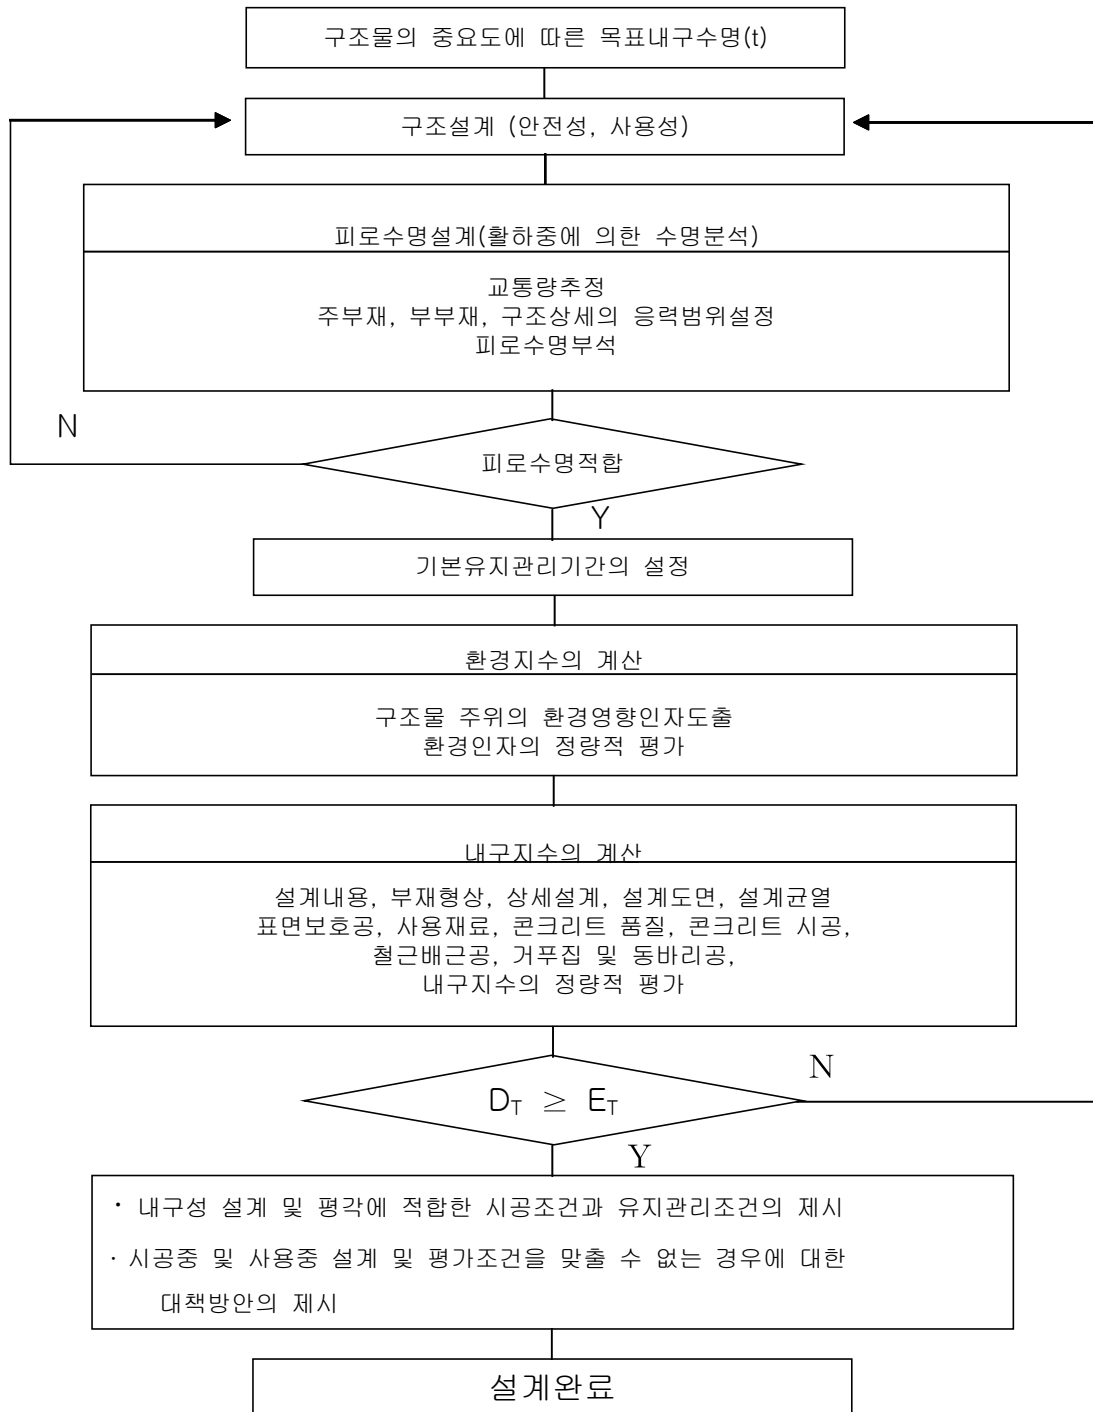 구조물의 중요도에 따른 목표내구수명(t)
구조설계 (안전성, 사용성)
피로수명설계(활하중에 의한 수명분석)
교통량추정
주부재, 부부재, 구조상세의 응력범위설정
피로수명부석
N
피로수명적합
Y
기본유지관리기간의 설정
환경지수의 계산
구조물 주위의 환경영향인자도출
환경인자의 정량적 평가
내구지수의 계산
설계내용, 부재형상, 상세설계, 설계도면, 설계균열
표면보호공, 사용재료, 콘크리트 품질, 콘크리트 시공,
철근배근공, 거푸집 및 동바리공,
내구지수의 정량적 평가
N
D_T ≥ E_T
Y
· 내구성 설계 및 평각에 적합한 시공조건과 유지관리조건의 제시
· 시공중 및 사용중 설계 및 평가조건을 맞출 수 없는 경우에 대한
대책방안의 제시
설계완료